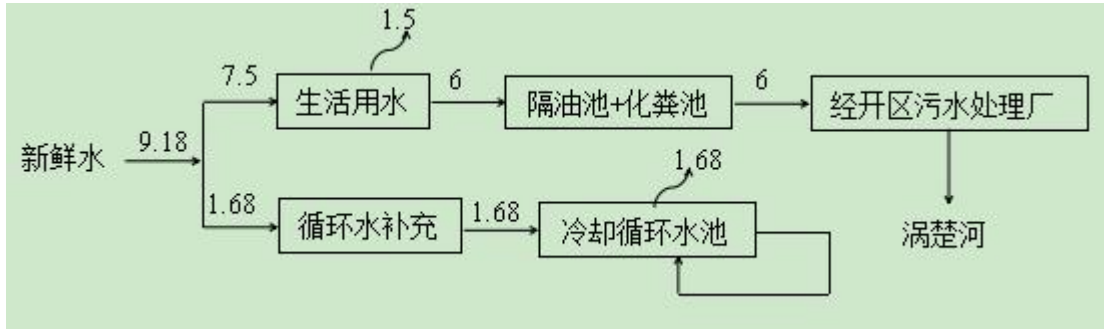 1.5
7.5
生活用水
6
隔油池+化粪池
6
经开区污水处理厂
新鲜水
9.18
1.68
1.68
循环水补充
1.68
冷却循环水池
涡楚河